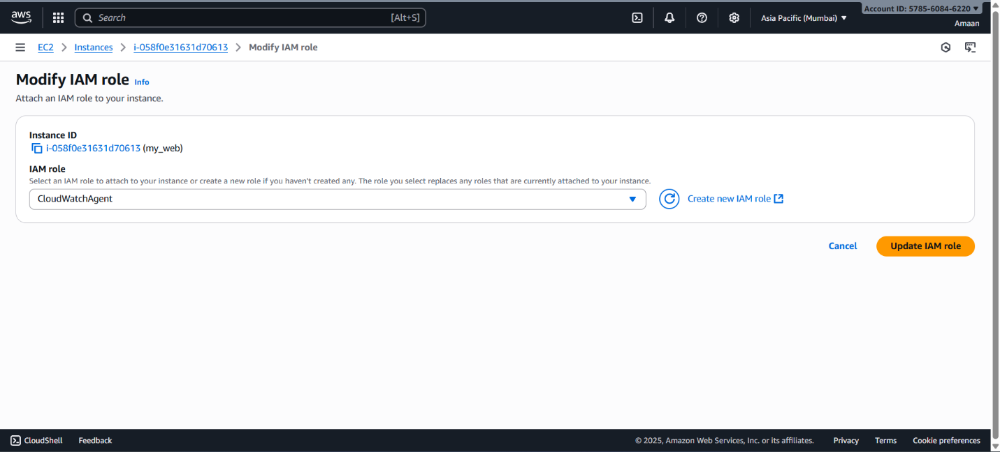 aws
Search [Alt+S]
Asia Pacific (Mumbai)
Account ID: 5785-6084-6220
Amaan
EC2 > Instances > i-058f0e31631d70613 > Modify IAM role
Modify IAM role Info
Attach an IAM role to your instance.
Instance ID
i-058f0e31631d70613 (my_web)
IAM role
Select an IAM role to attach to your instance or create a new role if you haven't created any. The role you select replaces any roles that are currently attached to your instance.
CloudWatchAgent
Create new IAM role
Cancel Update IAM role
CloudShell Feedback © 2025, Amazon Web Services, Inc. or its affiliates. Privacy Terms Cookie preferences